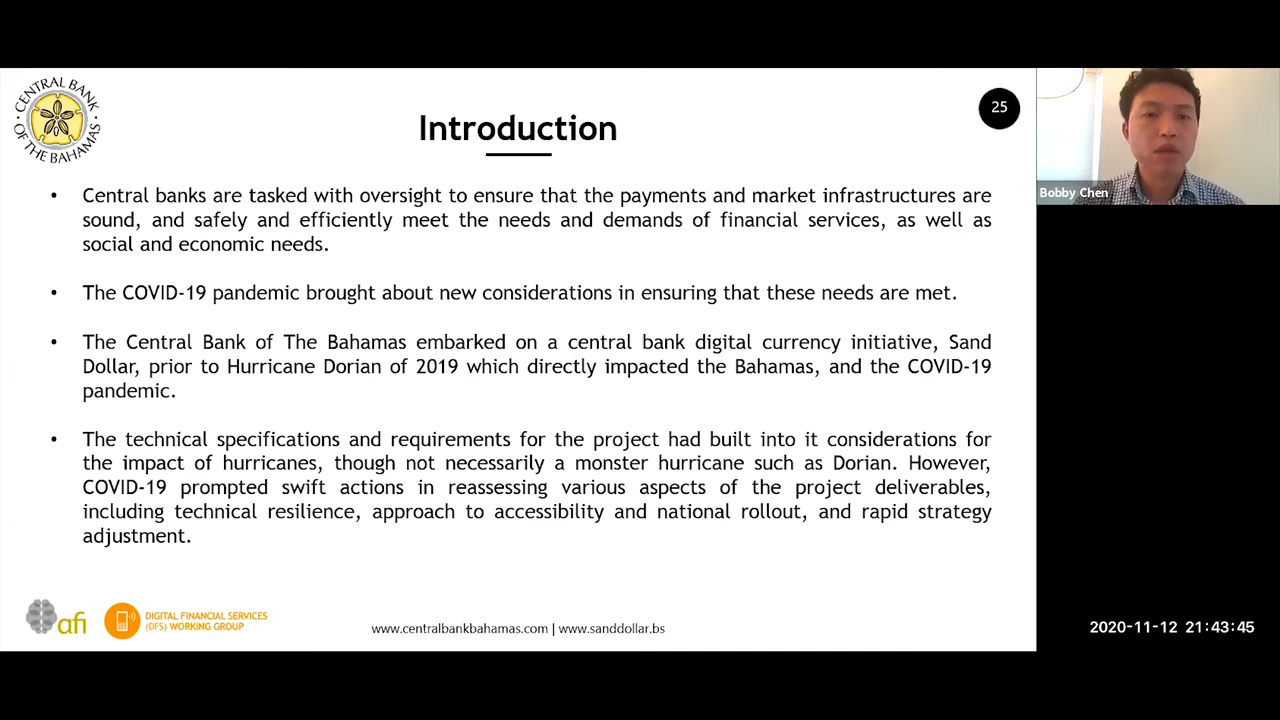 CENTRAL BANK
OF THE BAHAMAS
Introduction
25
Bobby Chen
• Central banks are tasked with oversight to ensure that the payments and market infrastructures are
sound, and safely and efficiently meet the needs and demands of financial services, as well as
social and economic needs.
• The COVID-19 pandemic brought about new considerations in ensuring that these needs are met.
• The Central Bank of The Bahamas embarked on a central bank digital currency initiative, Sand
Dollar, prior to Hurricane Dorian of 2019 which directly impacted the Bahamas, and the COVID-19
pandemic.
• The technical specifications and requirements for the project had built into it considerations for
the impact of hurricanes, though not necessarily a monster hurricane such as Dorian. However,
COVID-19 prompted swift actions in reassessing various aspects of the project deliverables,
including technical resilience, approach to accessibility and national rollout, and rapid strategy
adjustment.
afi
DIGITAL FINANCIAL SERVICES
(DFS) WORKING GROUP
www.centralbankbahamas.com | www.sanddollar.bs
2020-11-12 21:43:45